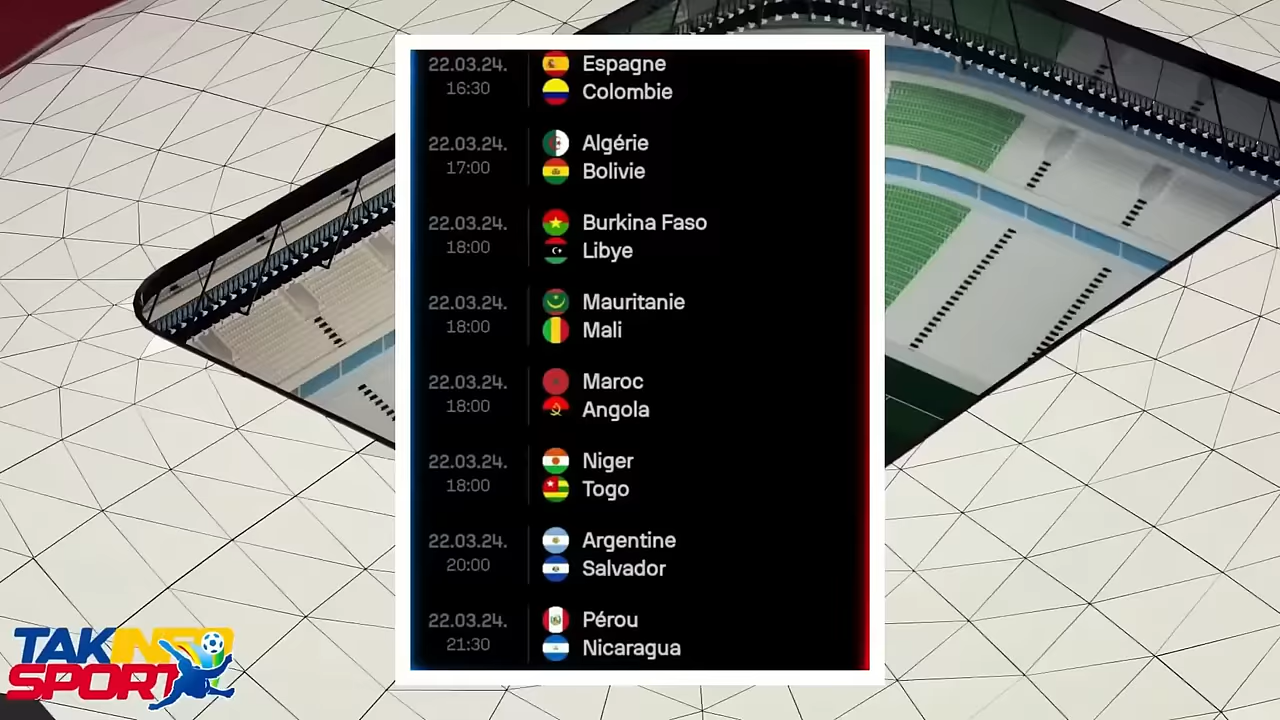 22.03.24.
16:30
Espagne
Colombie
22.03.24.
17:00
Algérie
Bolivie
22.03.24.
18:00
Burkina Faso
Libye
22.03.24.
18:00
Mauritanie
Mali
22.03.24.
18:00
Maroc
Angola
22.03.24.
18:00
Niger
Togo
22.03.24.
20:00
Argentine
Salvador
22.03.24.
21:30
Pérou
Nicaragua
TAKINFO
SPORT